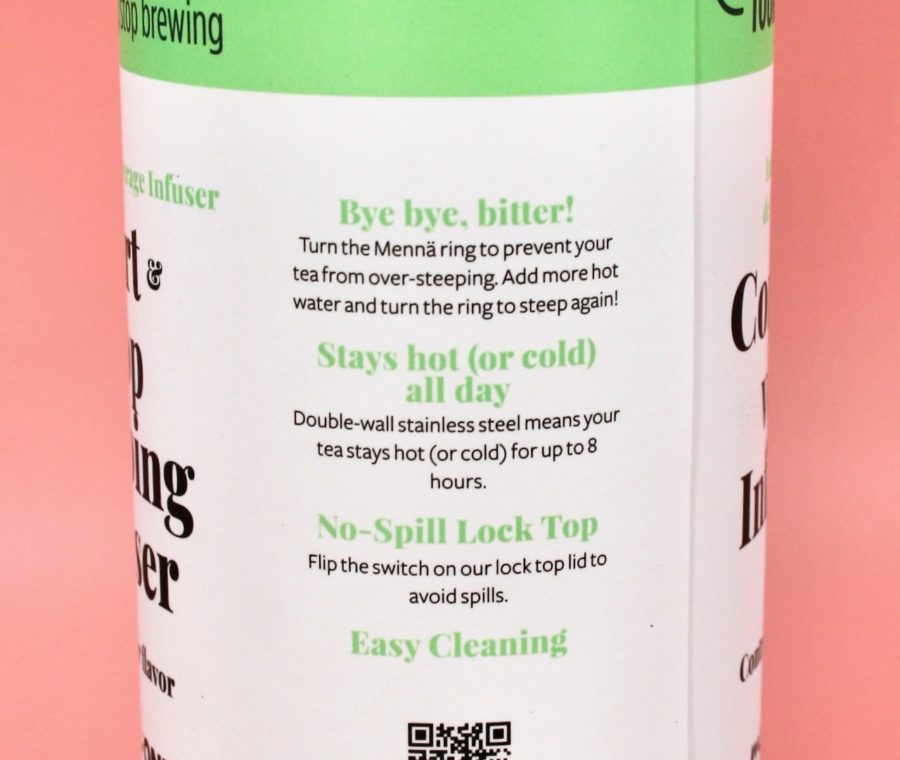 stop brewing
Infuser
&
Bye bye, bitter!
Turn the Mennä ring to prevent your
tea from over-steeping. Add more hot
water and turn the ring to steep again!
Stays hot (or cold)
all day
Double-wall stainless steel means your
tea stays hot (or cold) for up to 8
hours.
No-Spill Lock Top
Flip the switch on our lock top lid to
avoid spills.
Easy Cleaning
flavor